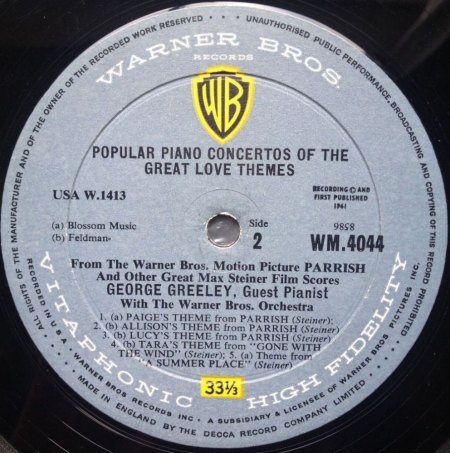 ALL RIGHTS OF THE MANUFACTURER AND OF THE OWNER OF THE RECORDED WORK RESERVED
UNAUTHORISED PUBLIC PERFORMANCE, BROADCASTING AND COPYING OF THIS RECORD PROHIBITED
WARNER BROS.
RECORDS
WB
POPULAR PIANO CONCERTOS OF THE
GREAT LOVE THEMES
USA W.1413
RECORDING © AND
FIRST PUBLISHED
1961
(a) Blossom Music
(b) Feldman
Side
2
9858
WM.4044
From The Warner Bros. Motion Picture PARRISH
And Other Great Max Steiner Film Scores
GEORGE GREELEY, Guest Pianist
With The Warner Bros. Orchestra
1. (a) PAIGE'S THEME from PARRISH (Steiner);
2. (b) ALLISON'S THEME from PARRISH (Steiner)
3. (b) LUCY'S THEME from PARRISH (Steiner)
4. (b) TARA'S THEME from "GONE WITH
THE WIND" (Steiner); 5. (a) Theme from
"A SUMMER PLACE" (Steiner)
33⅓
VITAPHONIC HIGH FIDELITY
RECORDED IN U.S.A.
WARNER BROS. RECORDS INC. • A SUBSIDIARY & LICENSEE OF WARNER BROS. PICTURES INC.
MADE IN ENGLAND BY THE DECCA RECORD COMPANY LIMITED.